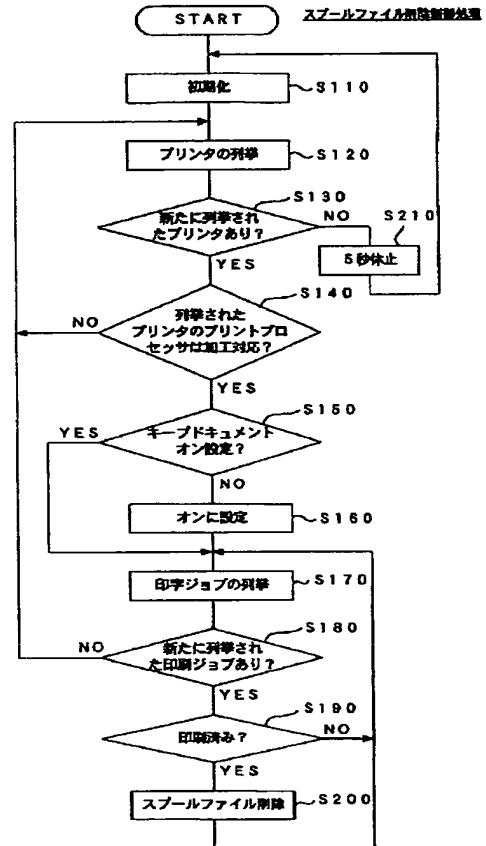 スプールファイル削除制御処理
START
初期化
S110
プリンタの列挙
S120
S130
新たに列挙され
たプリンタあり?
NO
S210
5秒休止
YES
S140
列挙された
プリンタのプリントプロ
セッサは加工対応?
NO
YES
S150
キープドキュメント
オン設定?
YES
NO
オンに設定
S160
印字ジョブの列挙
S170
S180
新たに列挙され
た印刷ジョブあり?
NO
YES
S190
印刷済み?
NO
YES
スプールファイル削除
S200